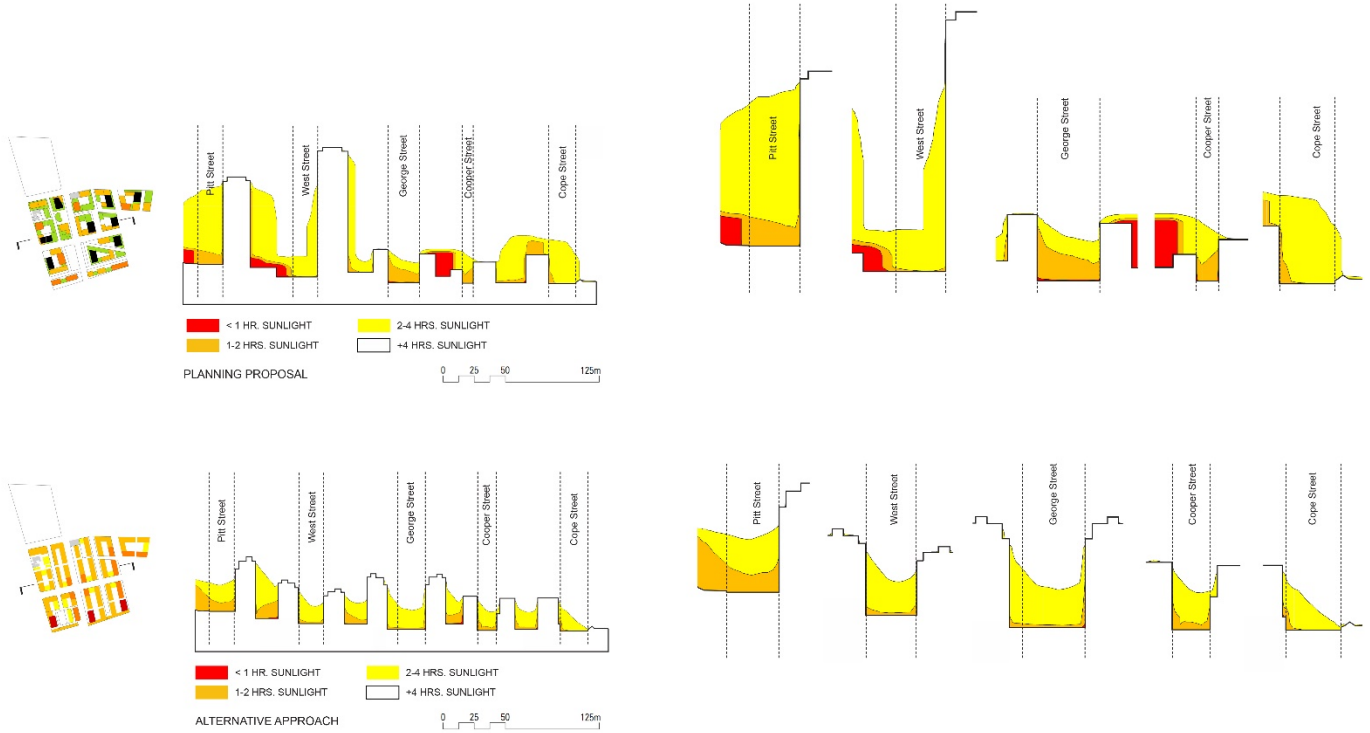 Pitt Street
West Street
George Street
Cooper Street
Cope Street
< 1 HR. SUNLIGHT
2-4 HRS. SUNLIGHT
1-2 HRS. SUNLIGHT
+4 HRS. SUNLIGHT
PLANNING PROPOSAL
0 25 50 125m
Pitt Street
West Street
George Street
Cooper Street
Cope Street
Pitt Street
West Street
George Street
Cooper Street
Cope Street
< 1 HR. SUNLIGHT
2-4 HRS. SUNLIGHT
1-2 HRS. SUNLIGHT
+4 HRS. SUNLIGHT
ALTERNATIVE APPROACH
0 25 50 125m
Pitt Street
West Street
George Street
Cooper Street
Cope Street